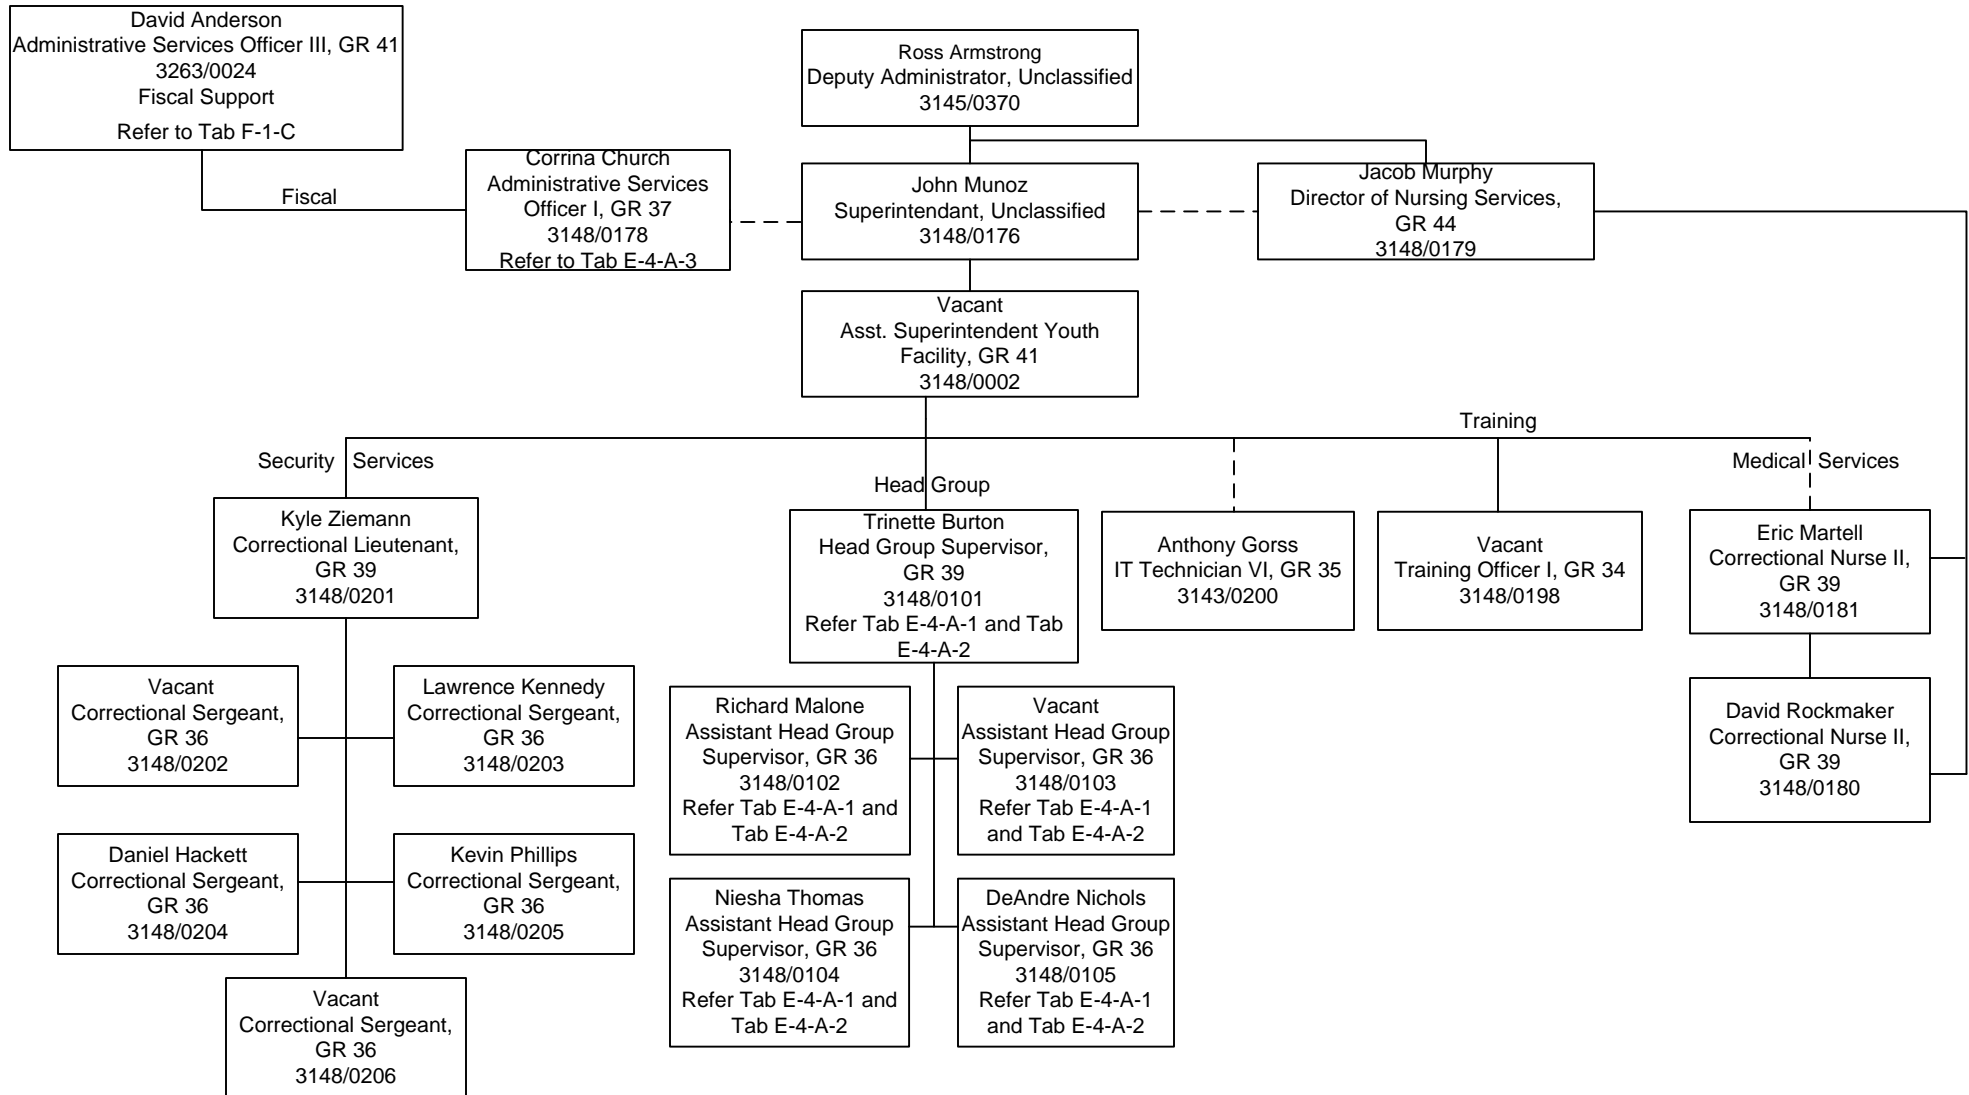 David Anderson
Administrative Services Officer III, GR 41
3263/0024
Fiscal Support
Refer to Tab F-1-C
Ross Armstrong
Deputy Administrator, Unclassified
3145/0370
Fiscal
Corrina Church
Administrative Services
Officer I, GR 37
3148/0178
Refer to Tab E-4-A-3
John Munoz
Superintendant, Unclassified
3148/0176
Jacob Murphy
Director of Nursing Services,
GR 44
3148/0179
Vacant
Asst. Superintendent Youth
Facility, GR 41
3148/0002
Security Services
Head Group
Training
Medical Services
Kyle Ziemann
Correctional Lieutenant,
GR 39
3148/0201
Trinette Burton
Head Group Supervisor,
GR 39
3148/0101
Refer Tab E-4-A-1 and Tab
E-4-A-2
Anthony Gorss
IT Technician VI, GR 35
3143/0200
Vacant
Training Officer I, GR 34
3148/0198
Eric Martell
Correctional Nurse II,
GR 39
3148/0181
Vacant
Correctional Sergeant,
GR 36
3148/0202
Lawrence Kennedy
Correctional Sergeant,
GR 36
3148/0203
Richard Malone
Assistant Head Group
Supervisor, GR 36
3148/0102
Refer Tab E-4-A-1 and
Tab E-4-A-2
Vacant
Assistant Head Group
Supervisor, GR 36
3148/0103
Refer Tab E-4-A-1
and Tab E-4-A-2
David Rockmaker
Correctional Nurse II,
GR 39
3148/0180
Daniel Hackett
Correctional Sergeant,
GR 36
3148/0204
Kevin Phillips
Correctional Sergeant,
GR 36
3148/0205
Niesha Thomas
Assistant Head Group
Supervisor, GR 36
3148/0104
Refer Tab E-4-A-1 and
Tab E-4-A-2
DeAndre Nichols
Assistant Head Group
Supervisor, GR 36
3148/0105
Refer Tab E-4-A-1
and Tab E-4-A-2
Vacant
Correctional Sergeant,
GR 36
3148/0206